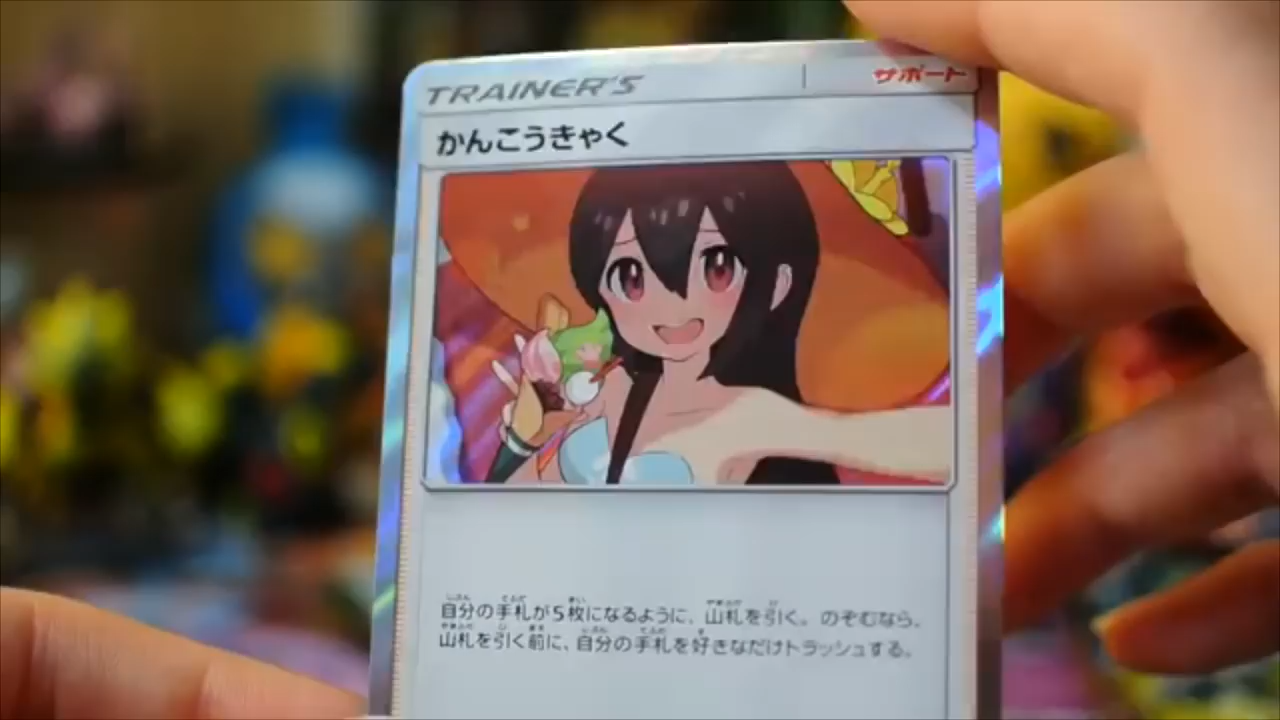 TRAINER'S
サポート
かんこうきゃく
自分の手札が5枚になるように、山札を引く。のぞむなら、
山札を引く前に、自分の手札を好きなだけトラッシュする。